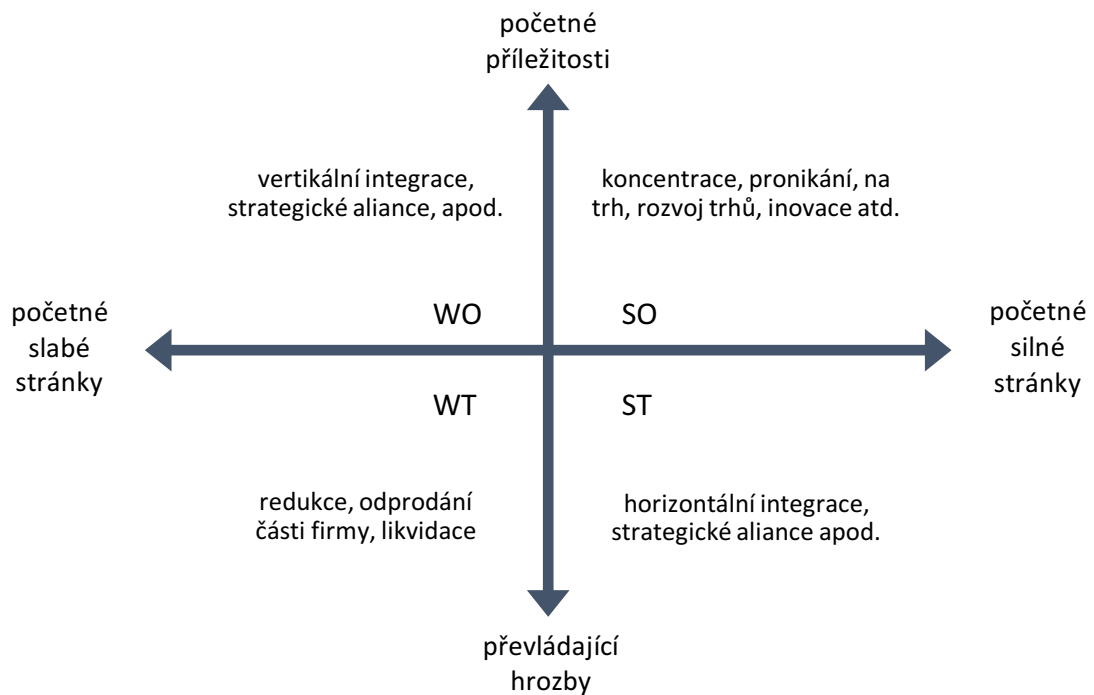 početné
příležitosti
vertikální integrace,
strategické aliance, apod.
koncentrace, pronikání, na
trh, rozvoj trhů, inovace atd.
početné
slabé
stránky
WO
SO
početné
silné
stránky
WT
ST
redukce, odprodání
části firmy, likvidace
horizontální integrace,
strategické aliance apod.
převládající
hrozby